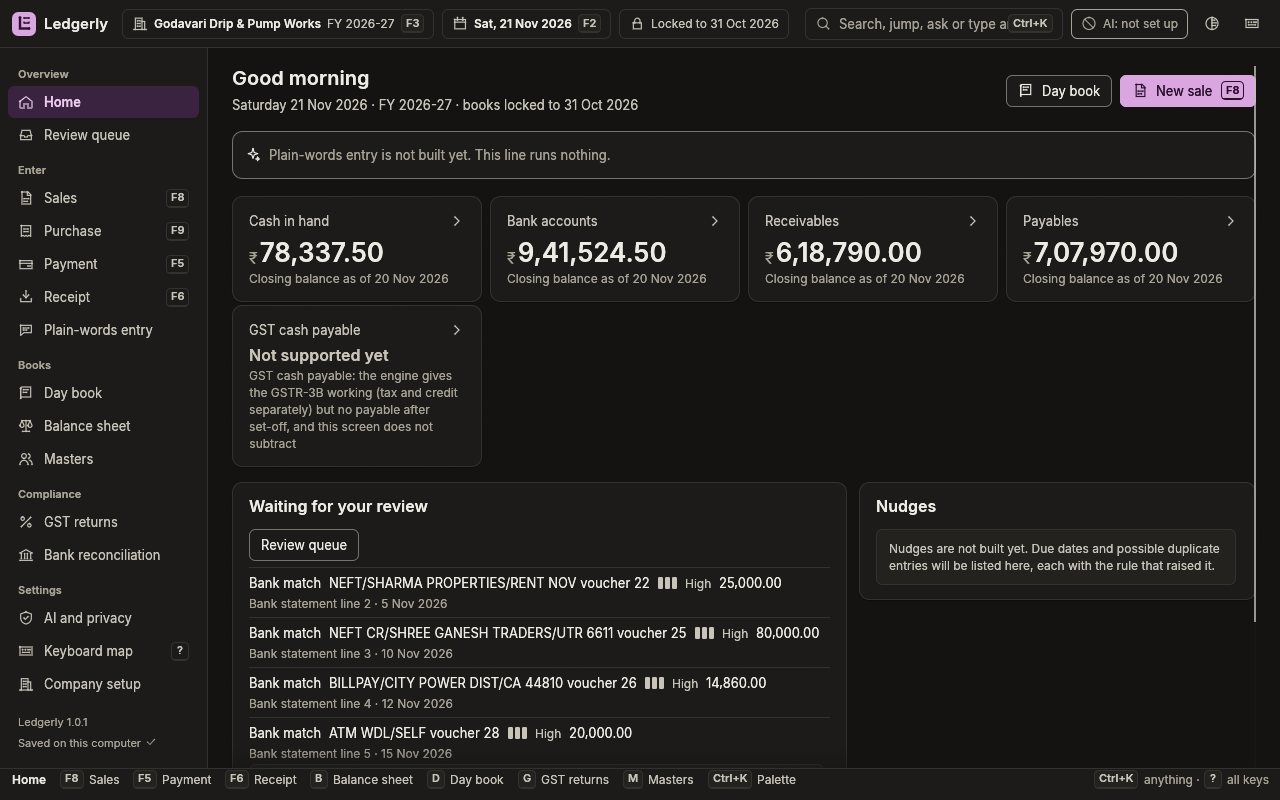 Ledgerly
Godavari Drip & Pump Works FY 2026-27 F3
Sat, 21 Nov 2026 F2
Locked to 31 Oct 2026
Search, jump, ask or type a Ctrl+K
AI: not set up
Overview
Home
Review queue
Enter
Sales F8
Purchase F9
Payment F5
Receipt F6
Plain-words entry
Books
Day book
Balance sheet
Masters
Compliance
GST returns
Bank reconciliation
Settings
AI and privacy
Keyboard map ?
Company setup
Ledgerly 1.0.1
Saved on this computer
Good morning
Saturday 21 Nov 2026 · FY 2026-27 · books locked to 31 Oct 2026
Day book
New sale F8
Plain-words entry is not built yet. This line runs nothing.
Cash in hand
₹78,337.50
Closing balance as of 20 Nov 2026
Bank accounts
₹9,41,524.50
Closing balance as of 20 Nov 2026
Receivables
₹6,18,790.00
Closing balance as of 20 Nov 2026
Payables
₹7,07,970.00
Closing balance as of 20 Nov 2026
GST cash payable
Not supported yet
GST cash payable: the engine gives
the GSTR-3B working (tax and credit
separately) but no payable after
set-off, and this screen does not
subtract
Waiting for your review
Review queue
Bank match NEFT/SHARMA PROPERTIES/RENT NOV voucher 22 High 25,000.00
Bank statement line 2 · 5 Nov 2026
Bank match NEFT CR/SHREE GANESH TRADERS/UTR 6611 voucher 25 High 80,000.00
Bank statement line 3 · 10 Nov 2026
Bank match BILLPAY/CITY POWER DIST/CA 44810 voucher 26 High 14,860.00
Bank statement line 4 · 12 Nov 2026
Bank match ATM WDL/SELF voucher 28 High 20,000.00
Bank statement line 5 · 15 Nov 2026
Nudges
Nudges are not built yet. Due dates and possible duplicate
entries will be listed here, each with the rule that raised it.
Home F8 Sales F5 Payment F6 Receipt B Balance sheet D Day book G GST returns M Masters Ctrl+K Palette
Ctrl+K anything · ? all keys